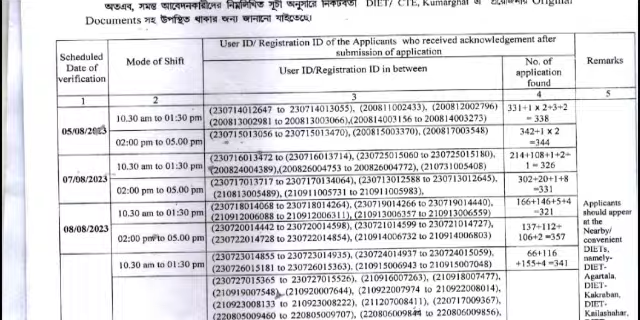 অতএব, সমস্ত আবেদনকারীদের নিম্নলিখিত সূচী অনুসারে নিকটবর্তী DIET/ CTE, Kumarghat এ Original
Documents সহ উপস্থিত থাকার জন্য জানানো যাইতেছে।
Scheduled Date of verification
Mode of Shift
User ID/ Registration ID of the Applicants who received acknowledgement after submission of application
User ID/Registration ID in between
No. of application found
Remarks
1 2 3 4 5
05/08/2023
10.30 am to 01:30 pm
(230714012647 to 230714013055), (200811002433), (200812002796)
(200813002981 to 200813003066),(200814003156 to 200814003273)
331+1 x 2+3+2
= 338
02:00 pm to 05.00 pm
(230715013056 to 230715013470), (200815003370), (200817003548)
342+1 x 2
=344
07/08/2023
10.30 am to 01:30 pm
(230716013472 to (230716013714), (230725015060 to 230725015180),
(200824004389),(200826004753 to 200826004772), (210731005408)
214+108+1+2+
1 = 326
02:00 pm to 05.00 pm
(230717013717 to 2307170134064), (230713012588 to 230713012645),
(210813005489), (210911005731 to 210911005983),
302+20+1+8
=331
08/08/2023
10.30 am to 01:30 pm
(230718014068 to 230718014264), (230719014266 to 230719014440),
(210912006088 to 210912006311), (210913006357 to 210913006559)
166+146+5+4
=321
02:00 pm to 05.00 pm
(230720014442 to 230720014598), (230721014599 to 230721014727),
(230722014728 to 230722014854), (210914006732 to 210914006803)
137+112+
106+2 =357
10:30 am to 01:30 pm
(230723014855 to 230723014935), (230724014937 to 230724015059),
(230726015181 to 230726015363), (210915006943 to 210915007048)
66+116
+155+4 =341
(230727015365 to 230727015526), (210916007263), (210918007477)
(210919007548), (210920007644), (210922007974 to 210922008014)
(210923008133 to 210923008222), (211207008411), (220717009367)
(220805009460 to 220805009707), (220806009844 to 220806009856),
Applicants
should appear
at the
Nearby/
convenient
DIETs,
namely-
DIET-
Agartala,
DIET-
Kakraban,
DIET-
Kailashahar,